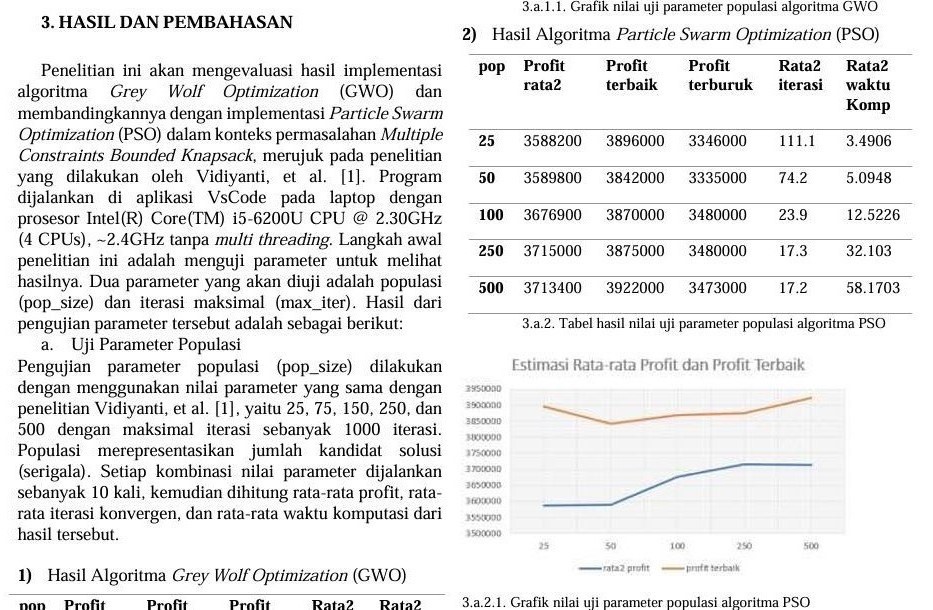 3. HASIL DAN PEMBAHASAN
Penelitian ini akan mengevaluasi hasil implementasi
algoritma Grey Wolf Optimization (GWO) dan
membandingkannya dengan implementasi Particle Swarm
Optimization (PSO) dalam konteks permasalahan Multiple
Constraints Bounded Knapsack, merujuk pada penelitian
yang dilakukan oleh Vidiyanti, et al. [1]. Program
dijalankan di aplikasi VsCode pada laptop dengan
prosesor Intel(R) Core(TM) i5-6200U CPU @ 2.30GHz
(4 CPUs), ~2.4GHz tanpa multi threading. Langkah awal
penelitian ini adalah menguji parameter untuk melihat
hasilnya. Dua parameter yang akan diuji adalah populasi
(pop_size) dan iterasi maksimal (max_iter). Hasil dari
pengujian parameter tersebut adalah sebagai berikut:
a. Uji Parameter Populasi
Pengujian parameter populasi (pop_size) dilakukan
dengan menggunakan nilai parameter yang sama dengan
penelitian Vidiyanti, et al. [1], yaitu 25, 75, 150, 250, dan
500 dengan maksimal iterasi sebanyak 1000 iterasi.
Populasi merepresentasikan jumlah kandidat solusi
(serigala). Setiap kombinasi nilai parameter dijalankan
sebanyak 10 kali, kemudian dihitung rata-rata profit, rata-
rata iterasi konvergen, dan rata-rata waktu komputasi dari
hasil tersebut.
1) Hasil Algoritma Grey Wolf Optimization (GWO)
pop Profit Profit Profit Rata2 Rata2
3.a.1.1. Grafik nilai uji parameter populasi algoritma GWO
2) Hasil Algoritma Particle Swarm Optimization (PSO)
pop Profit Profit Profit Rata2 Rata2
rata2 terbaik terburuk iterasi waktu
Komp
25 3588200 3896000 3346000 111.1 3.4906
50 3589800 3842000 3335000 74.2 5.0948
100 3676900 3870000 3480000 23.9 12.5226
250 3715000 3875000 3480000 17.3 32.103
500 3713400 3922000 3473000 17.2 58.1703
3.a.2. Tabel hasil nilai uji parameter populasi algoritma PSO
Estimasi Rata-rata Profit dan Profit Terbaik
3950000
3900000
3850000
3800000
3750000
3700000
3650000
3600000
3550000
3500000
25 50 100 250 500
rata2 profit profit terbaik
3.a.2.1. Grafik nilai uji parameter populasi algoritma PSO